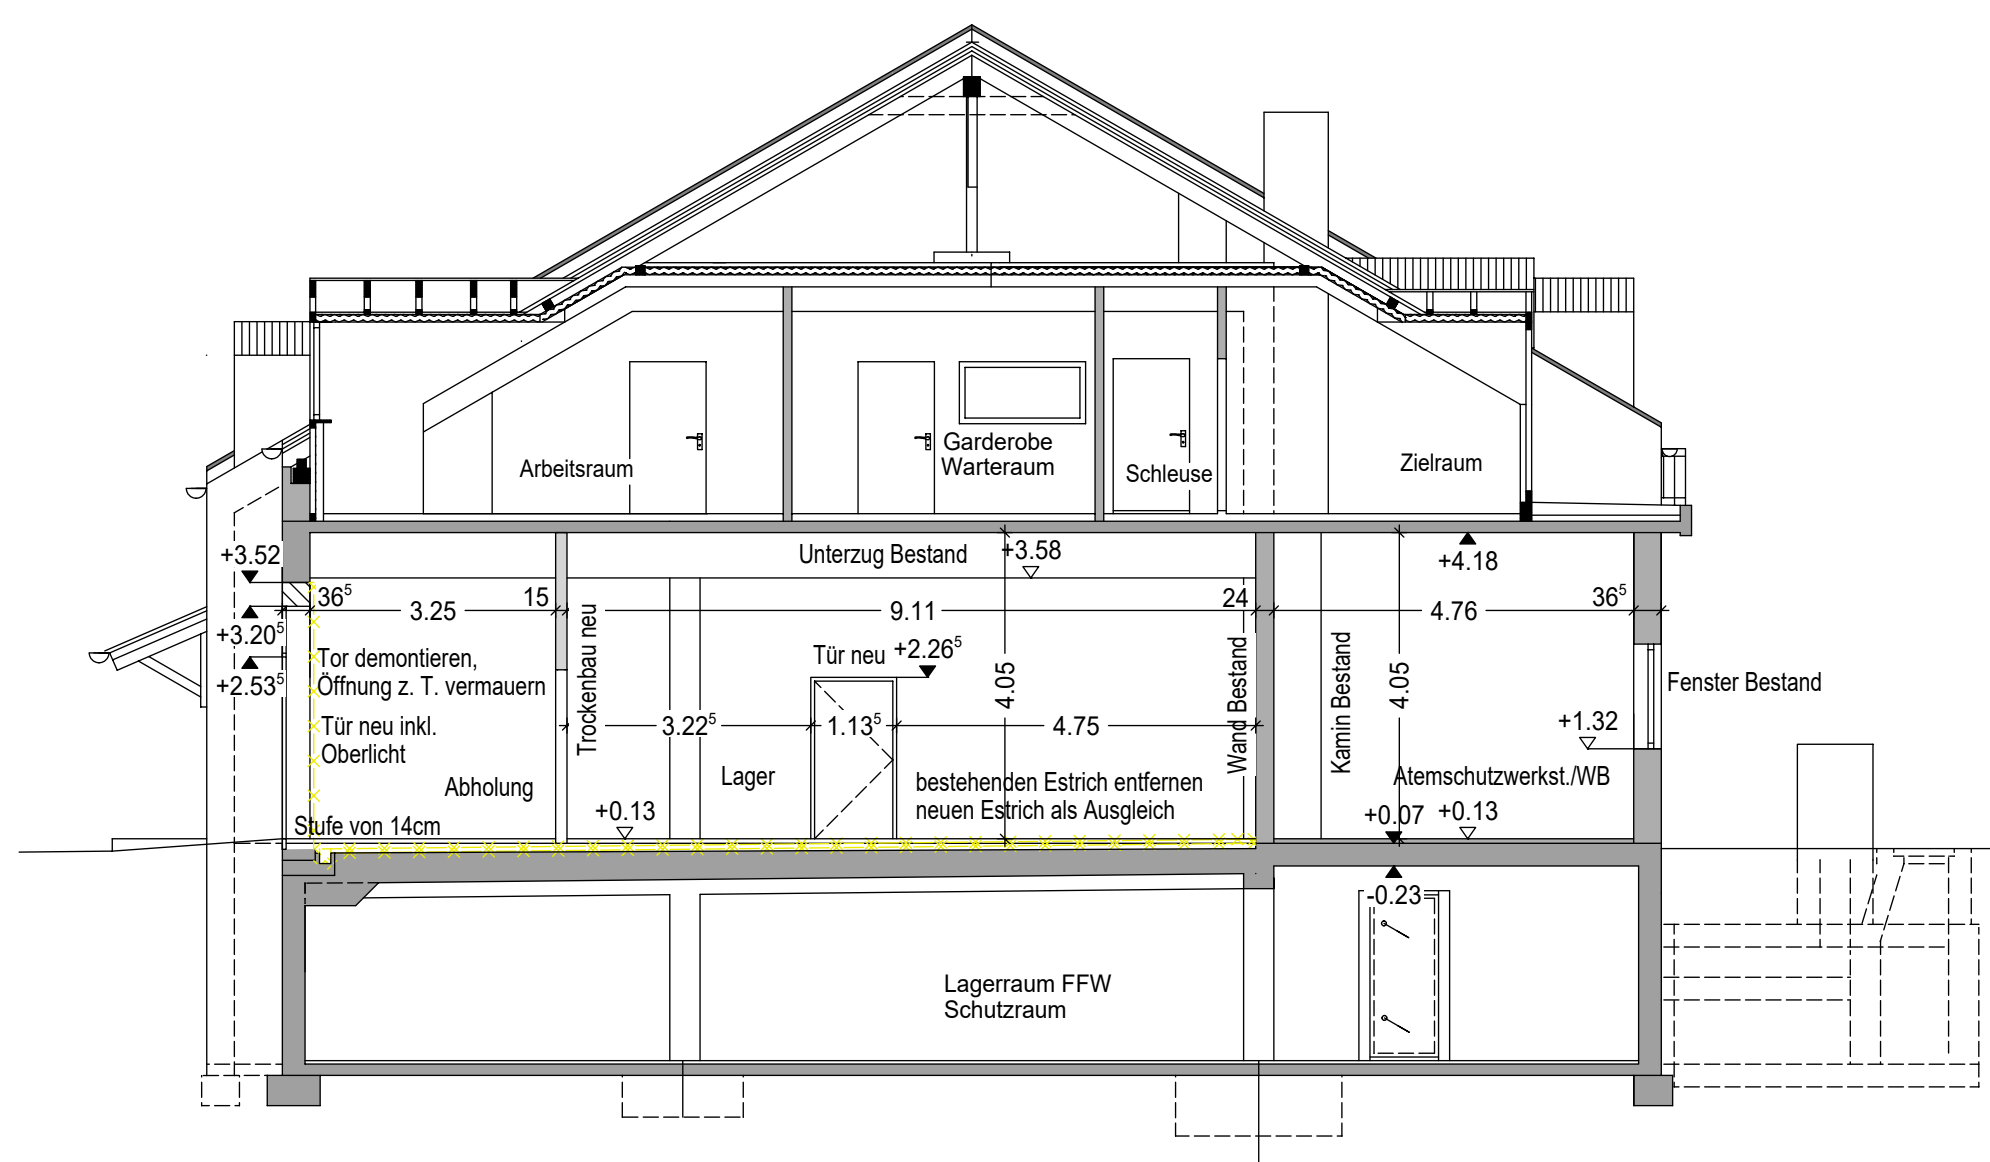 Arbeitsraum
Garderobe
Warteraum
Schleuse
Zielraum
+3.52
Unterzug Bestand
+3.58
+4.18
36⁵
3.25
15
9.11
24
4.76
36⁵
+3.20⁵
+2.53⁵
Tor demontieren,
Öffnung z. T. vermauern
Tür neu inkl.
Oberlicht
Trockenbau neu
Tür neu
+2.26⁵
4.05
Wand Bestand
Kamin Bestand
4.05
Fenster Bestand
3.22⁵
1.13⁵
4.75
+1.32
Abholung
Lager
bestehenden Estrich entfernen
neuen Estrich als Ausgleich
Atemschutzwerkst./WB
Stufe von 14cm
+0.13
+0.07
+0.13
-0.23
Lagerraum FFW
Schutzraum